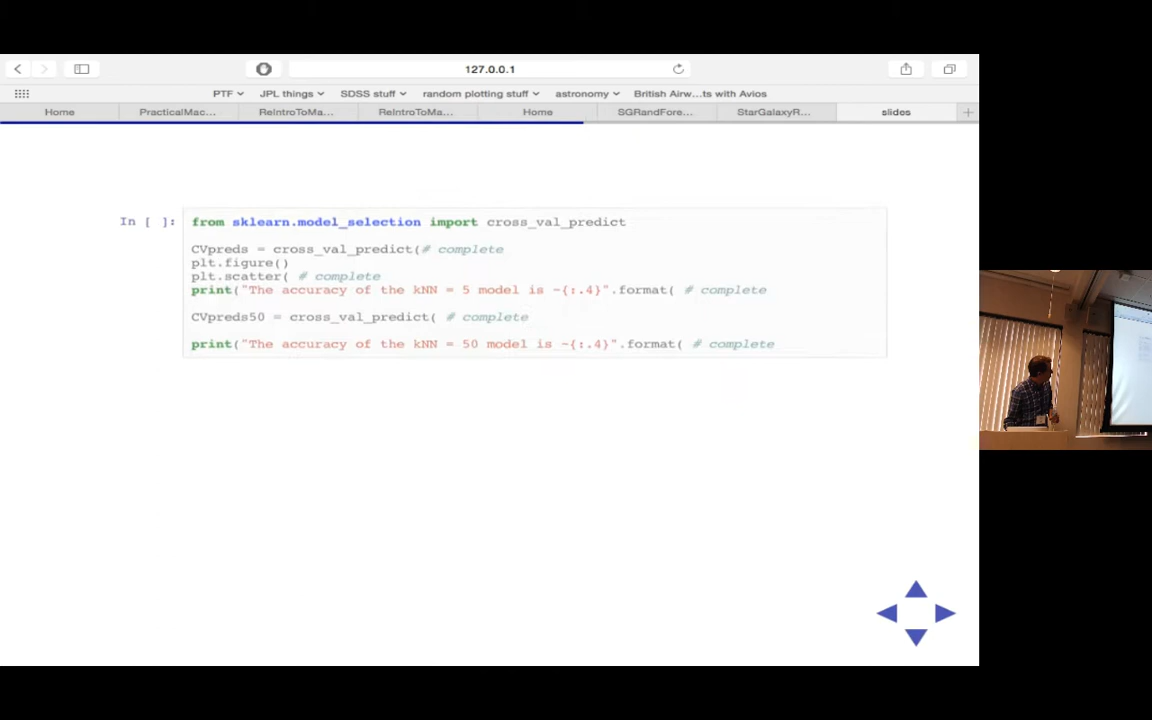 127.0.0.1
PTF JPL things SDSS stuff random plotting stuff astronomy British Airw...ts with Avios
Home PracticalMac... ReIntroToMa... ReIntroToMa... Home SGRandFore... StarGalaxyR... slides
In [ ]: from sklearn.model_selection import cross_val_predict
CVpreds = cross_val_predict(# complete
plt.figure()
plt.scatter( # complete
print("The accuracy of the kNN = 5 model is ~{:.4}".format( # complete
CVpreds50 = cross_val_predict( # complete
print("The accuracy of the kNN = 50 model is ~{:.4}".format( # complete